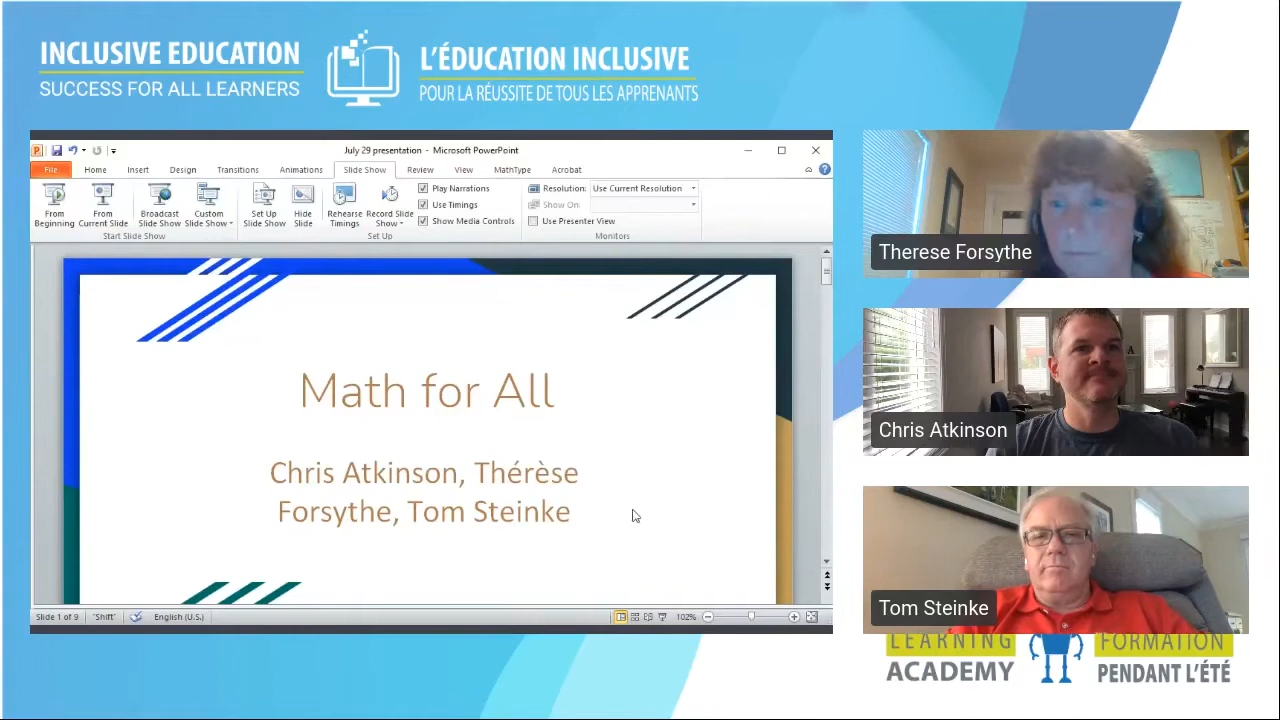 INCLUSIVE EDUCATION
SUCCESS FOR ALL LEARNERS
L'ÉDUCATION INCLUSIVE
POUR LA RÉUSSITE DE TOUS LES APPRENANTS
July 29 presentation - Microsoft PowerPoint
File Home Insert Design Transitions Animations Slide Show Review View MathType Acrobat
From Beginning
From Current Slide
Broadcast Slide Show
Custom Slide Show
Start Slide Show
Set Up Slide Show
Hide Slide
Rehearse Timings
Record Slide Show
Play Narrations
Use Timings
Show Media Controls
Set Up
Resolution: Use Current Resolution
Show On:
Use Presenter View
Monitors
Math for All
Chris Atkinson, Thérèse
Forsythe, Tom Steinke
Slide 1 of 9 "Shift" English (U.S.) 102%
Therese Forsythe
Chris Atkinson
Tom Steinke
LEARNING
ACADEMY
FORMATION
PENDANT L'ÉTÉ